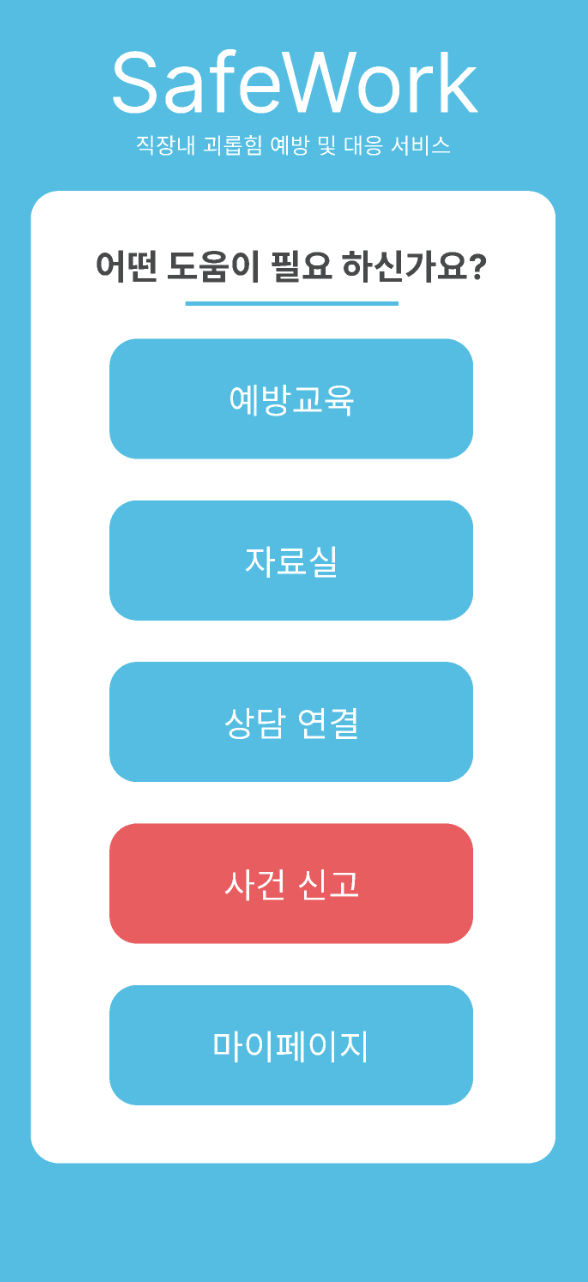 SafeWork
직장내 괴롭힘 예방 및 대응 서비스
어떤 도움이 필요 하신가요?
예방교육
자료실
상담 연결
사건 신고
마이페이지